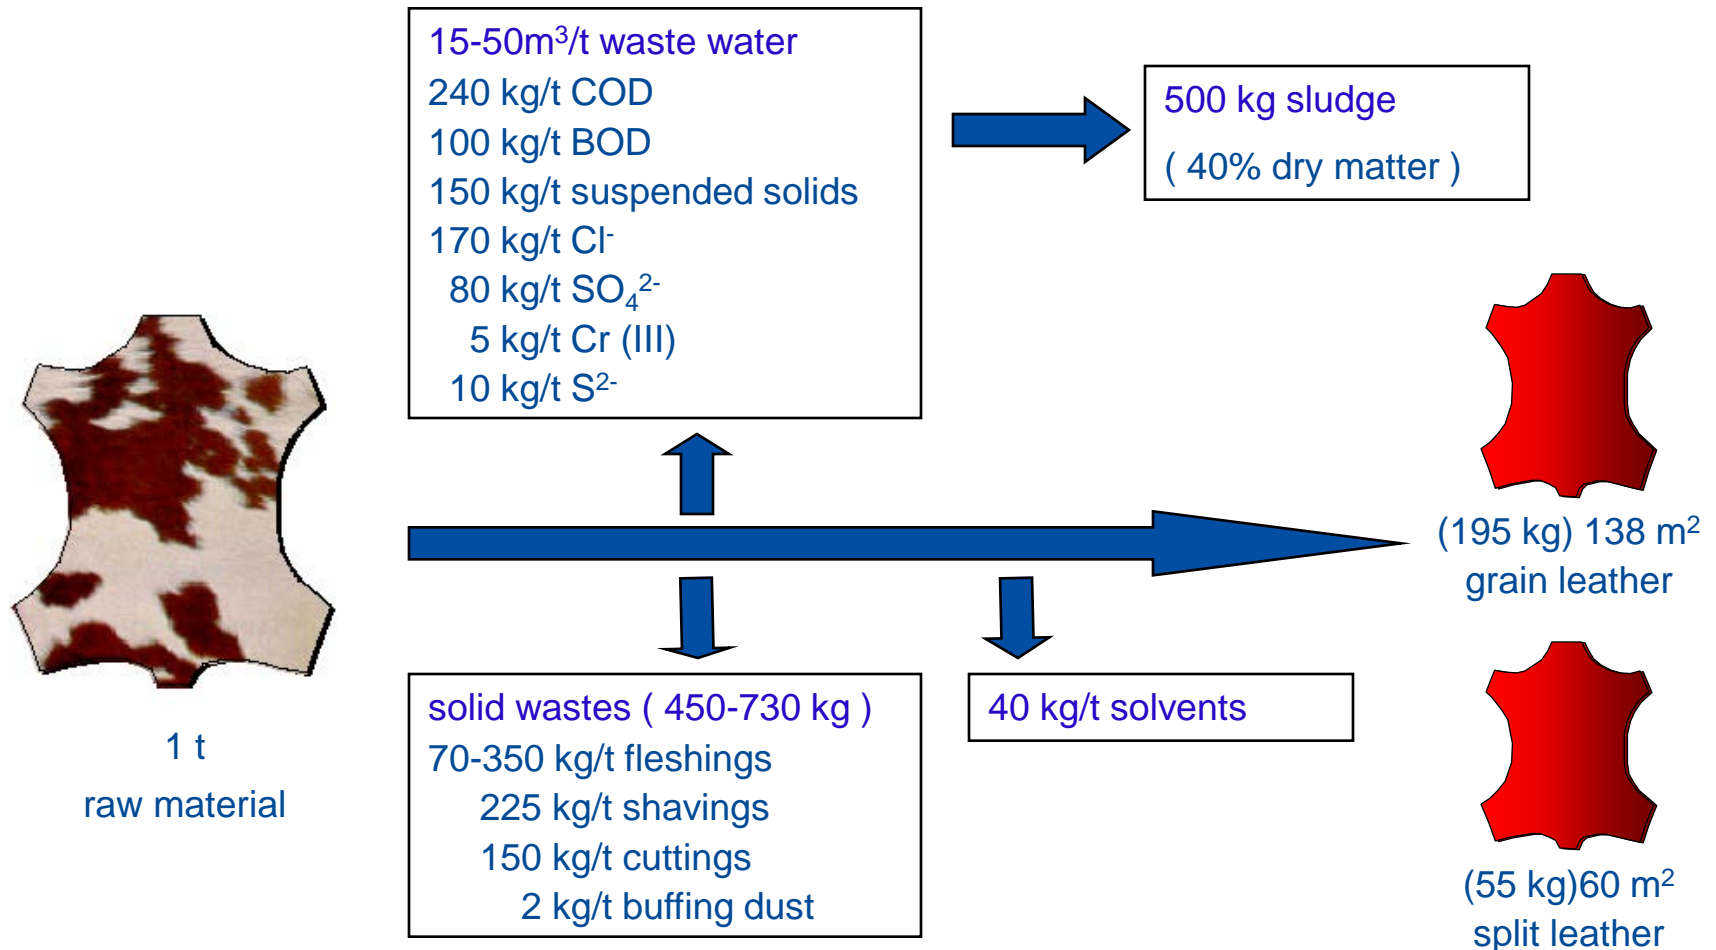 15-50m³/t waste water
240 kg/t COD
100 kg/t BOD
150 kg/t suspended solids
170 kg/t Cl⁻
80 kg/t SO₄²⁻
5 kg/t Cr (III)
10 kg/t S²⁻
500 kg sludge
( 40% dry matter )
1 t
raw material
(195 kg) 138 m²
grain leather
solid wastes ( 450-730 kg )
70-350 kg/t fleshings
225 kg/t shavings
150 kg/t cuttings
2 kg/t buffing dust
40 kg/t solvents
(55 kg)60 m²
split leather